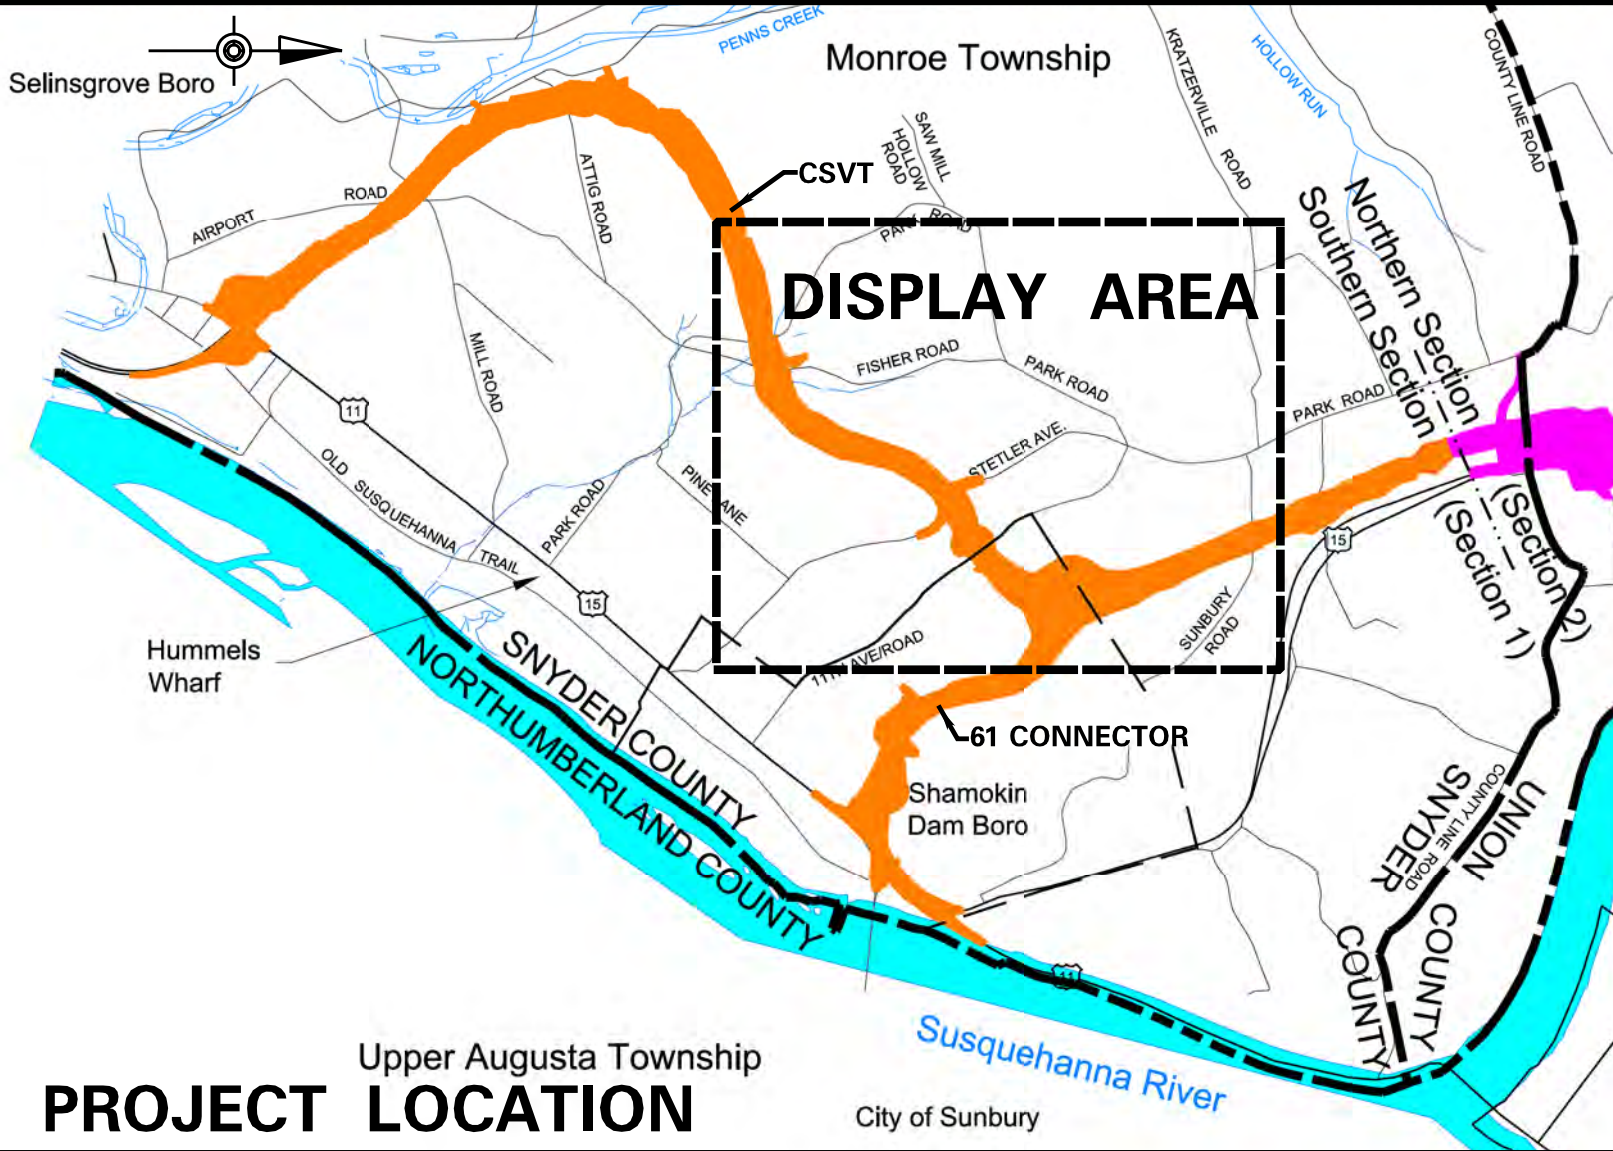 PENNS CREEK
Monroe Township
Selinsgrove Boro
KRATZERVILLE ROAD
HOLLOW RUN
COUNTY LINE ROAD
SAW MILL
HOLLOW
ROAD
CSVT
ATTIG ROAD
AIRPORT ROAD
PARK ROAD
Northern Section
Southern Section
DISPLAY AREA
MILL ROAD
FISHER ROAD
PARK ROAD
PARK ROAD
11
STETLER AVE.
OLD SUSQUEHANNA TRAIL
PINE LANE
PARK ROAD
15
(Section 2)
(Section 1)
15
SUNBURY
ROAD
Hummels
Wharf
11TH AVE/ROAD
SNYDER COUNTY
NORTHUMBERLAND COUNTY
61 CONNECTOR
Shamokin
Dam Boro
COUNTY LINE ROAD
UNION COUNTY
SNYDER COUNTY
11
Susquehanna River
Upper Augusta Township
PROJECT LOCATION
City of Sunbury